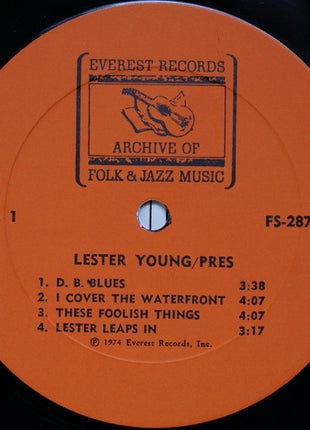 EVEREST RECORDS
ARCHIVE OF
FOLK & JAZZ MUSIC
1
FS-287
LESTER YOUNG/PRES
1. D. B. BLUES 3:38
2. I COVER THE WATERFRONT 4:07
3. THESE FOOLISH THINGS 4:07
4. LESTER LEAPS IN 3:17
℗ 1974 Everest Records, Inc.